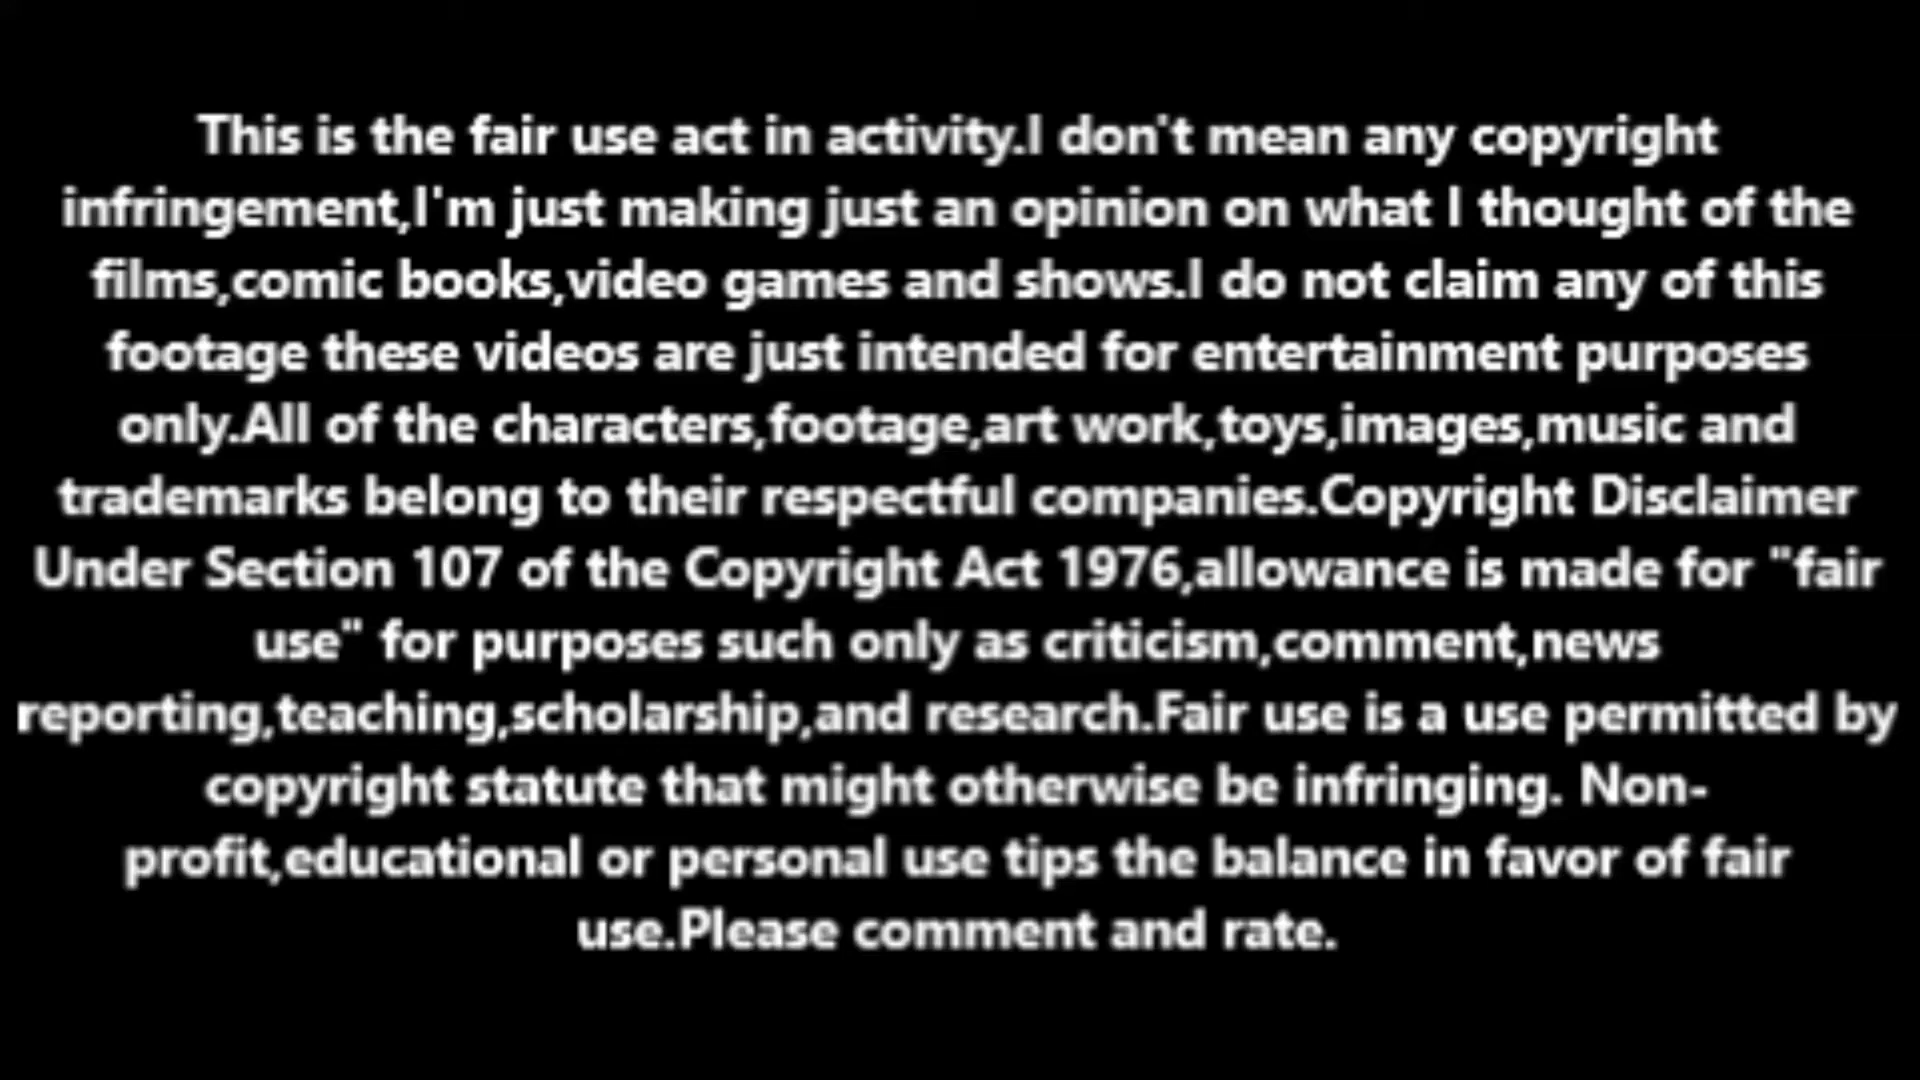 This is the fair use act in activity.I don't mean any copyright
infringement,I'm just making just an opinion on what I thought of the
films,comic books,video games and shows.I do not claim any of this
footage these videos are just intended for entertainment purposes
only.All of the characters,footage,art work,toys,images,music and
trademarks belong to their respectful companies.Copyright Disclaimer
Under Section 107 of the Copyright Act 1976,allowance is made for "fair
use" for purposes such only as criticism,comment,news
reporting,teaching,scholarship,and research.Fair use is a use permitted by
copyright statute that might otherwise be infringing. Non-
profit,educational or personal use tips the balance in favor of fair
use.Please comment and rate.